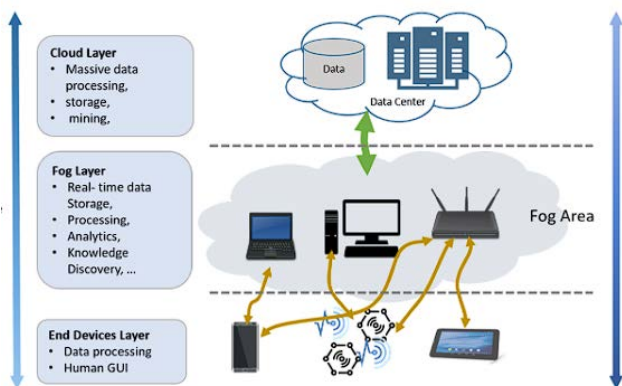 Cloud Layer
• Massive data
processing,
• storage,
• mining,
Data
Data Center
Fog Layer
• Real- time data
Storage,
• Processing,
• Analytics,
• Knowledge
Discovery, ...
Fog Area
End Devices Layer
• Data processing
• Human GUI